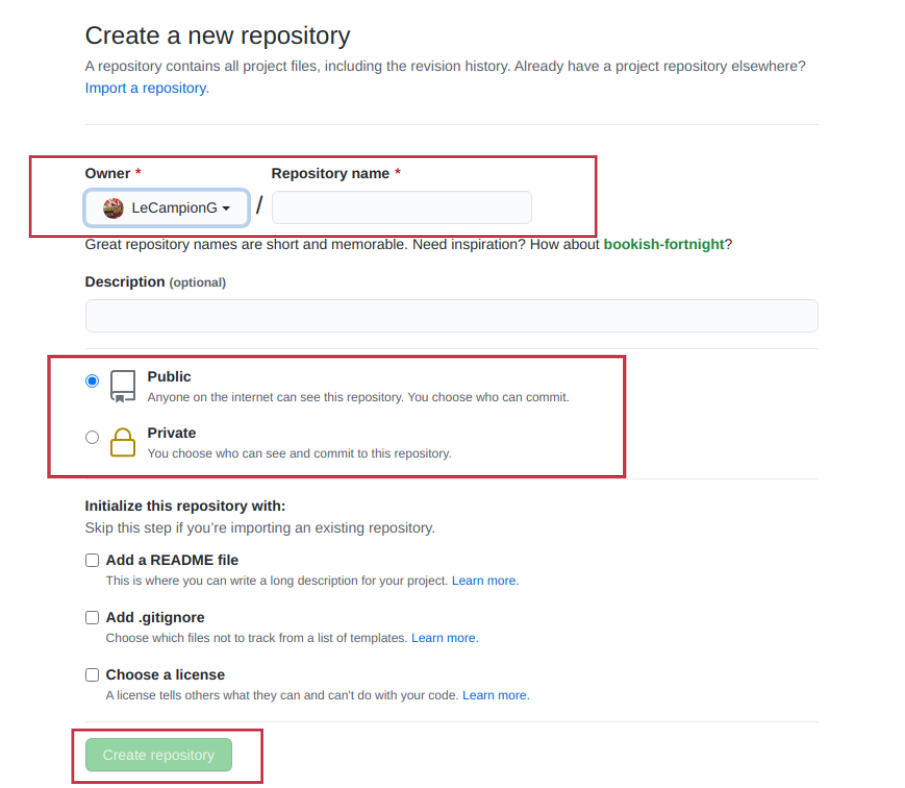 Create a new repository
A repository contains all project files, including the revision history. Already have a project repository elsewhere?
Import a repository.
Owner * Repository name *
LeCampionG / 
Great repository names are short and memorable. Need inspiration? How about bookish-fortnight?
Description (optional)
Public
Anyone on the internet can see this repository. You choose who can commit.
Private
You choose who can see and commit to this repository.
Initialize this repository with:
Skip this step if you’re importing an existing repository.
Add a README file
This is where you can write a long description for your project. Learn more.
Add .gitignore
Choose which files not to track from a list of templates. Learn more.
Choose a license
A license tells others what they can and can't do with your code. Learn more.
Create repository